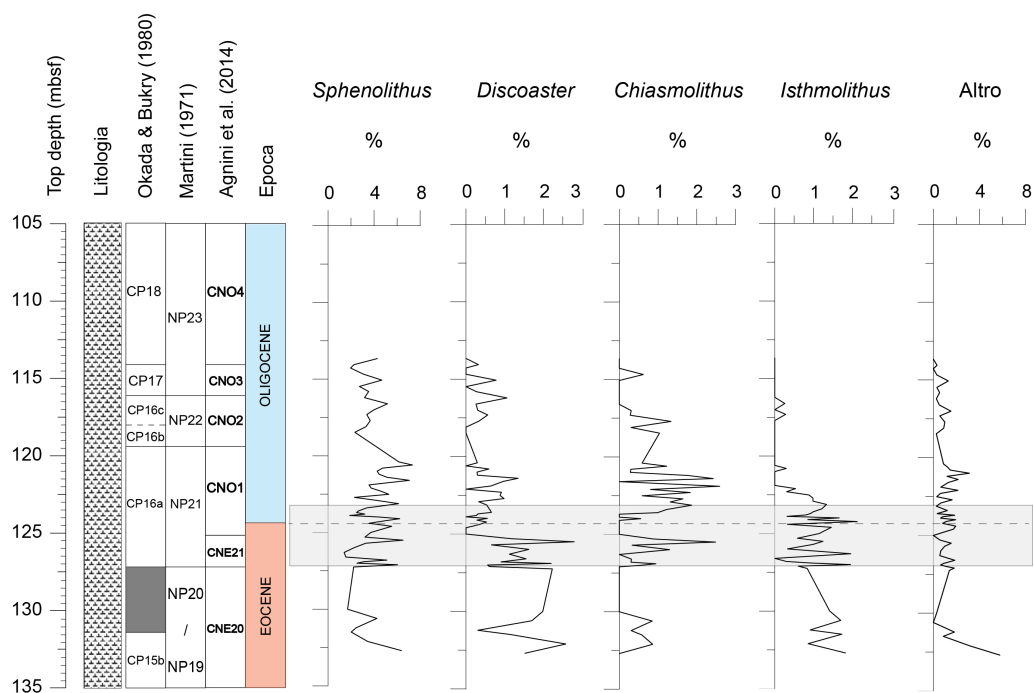 Top depth (mbsf)
Litologia
Okada & Bukry (1980)
Martini (1971)
Agnini et al. (2014)
Epoca
Sphenolithus
Discoaster
Chiasmolithus
Isthmolithus
Altro
%
%
%
%
%
0 4 8
0 1 2 3
0 1 2 3
0 1 2 3
0 4 8
105
110
115
120
125
130
135
CP18
CP17
CP16c
CP16b
CP16a
CP15b
NP23
NP22
NP21
NP20
/
NP19
CNO4
CNO3
CNO2
CNO1
CNE21
CNE20
OLIGOCENE
EOCENE